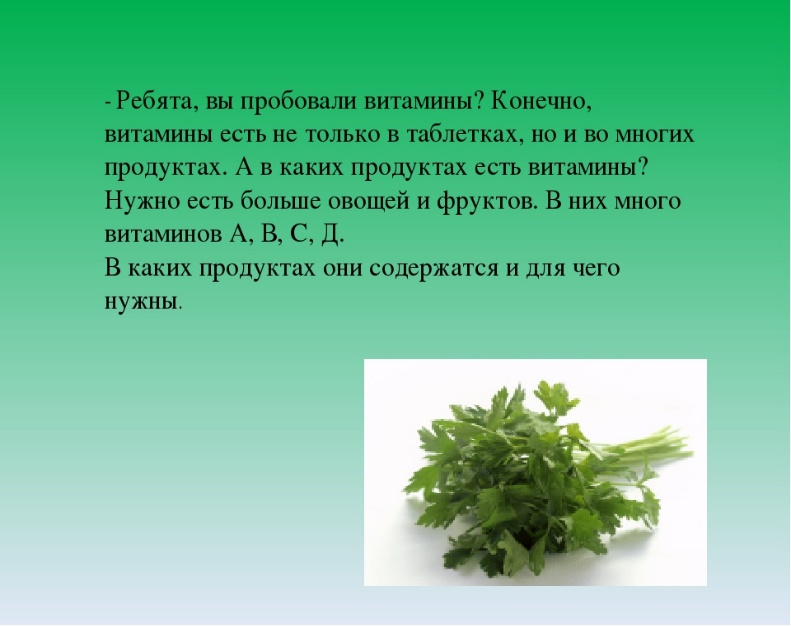 - Ребята, вы пробовали витамины? Конечно,
витамины есть не только в таблетках, но и во многих
продуктах. А в каких продуктах есть витамины?
Нужно есть больше овощей и фруктов. В них много
витаминов А, В, С, Д.
В каких продуктах они содержатся и для чего
нужны.